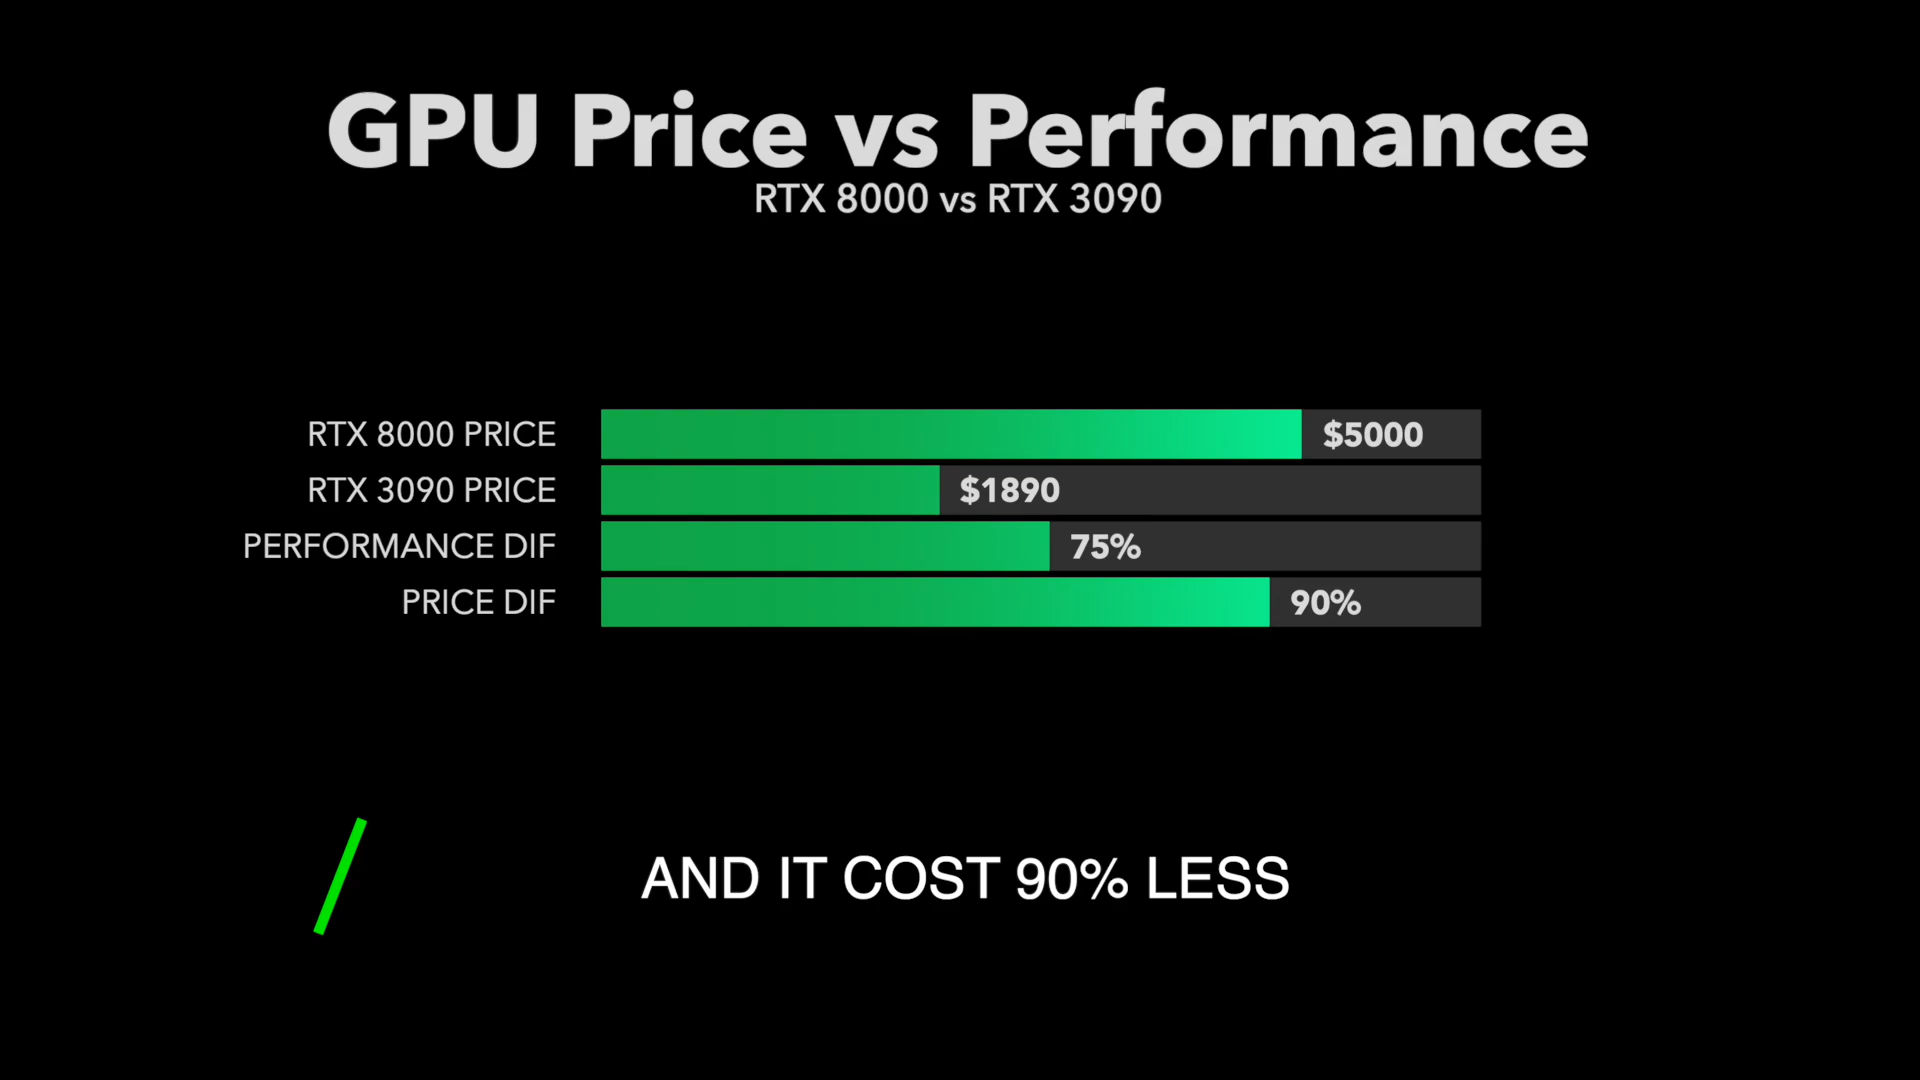 GPU Price vs Performance
RTX 8000 vs RTX 3090
RTX 8000 PRICE $5000
RTX 3090 PRICE $1890
PERFORMANCE DIF 75%
PRICE DIF 90%
AND IT COST 90% LESS